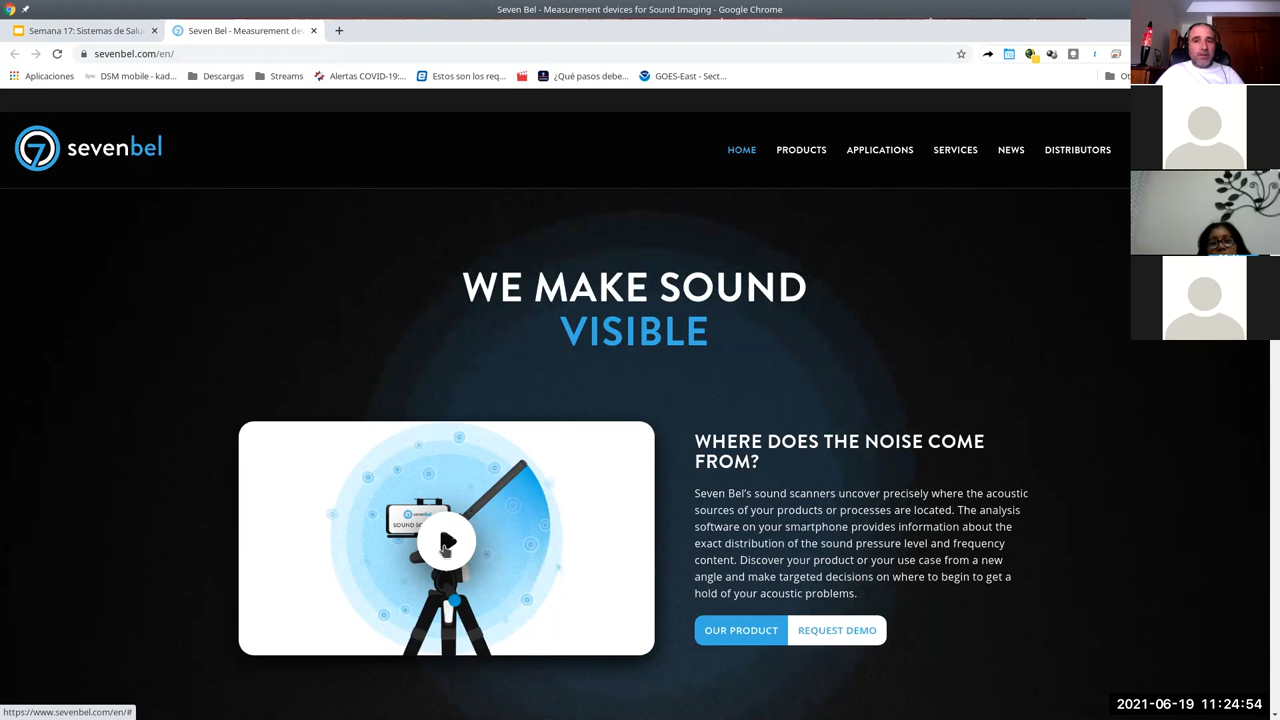 Seven Bel - Measurement devices for Sound Imaging - Google Chrome
Semana 17: Sistemas de Salu
Seven Bel - Measurement de
sevenbel.com/en/
Aplicaciones
DSM mobile - kad...
Descargas
Streams
Alertas COVID-19:...
Estos son los req...
¿Qué pasos debe...
GOES-East - Sect...
Ot
7 sevenbel
HOME
PRODUCTS
APPLICATIONS
SERVICES
NEWS
DISTRIBUTORS
WE MAKE SOUND
VISIBLE
sevenbel
SOUND SC
WHERE DOES THE NOISE COME
FROM?
Seven Bel's sound scanners uncover precisely where the acoustic
sources of your products or processes are located. The analysis
software on your smartphone provides information about the
exact distribution of the sound pressure level and frequency
content. Discover your product or your use case from a new
angle and make targeted decisions on where to begin to get a
hold of your acoustic problems.
OUR PRODUCT
REQUEST DEMO
https://www.sevenbel.com/en/#
2021-06-19 11:24:54